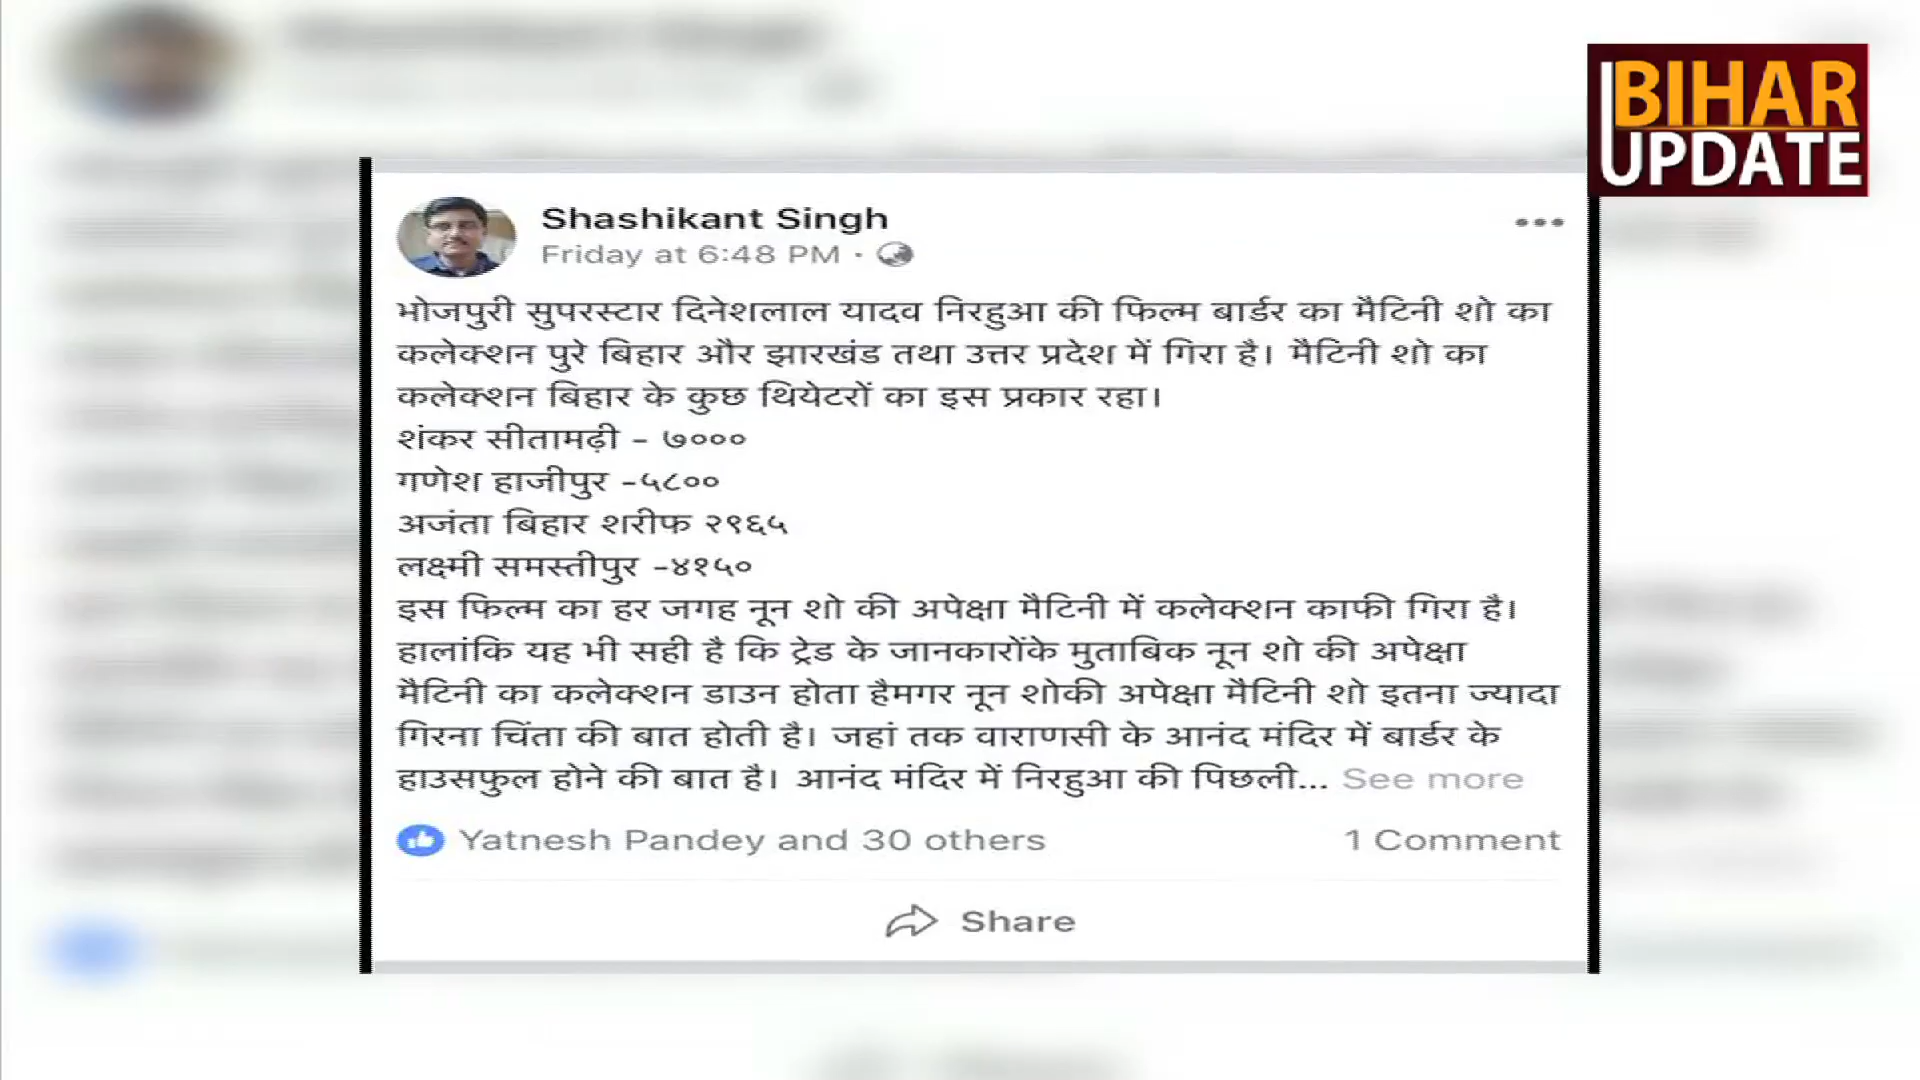 BIHAR
UPDATE
Shashikant Singh
Friday at 6:48 PM ·
भोजपुरी सुपरस्टार दिनेशलाल यादव निरहुआ की फिल्म बार्डर का मैटिनी शो का
कलेक्शन पुरे बिहार और झारखंड तथा उत्तर प्रदेश में गिरा है। मैटिनी शो का
कलेक्शन बिहार के कुछ थियेटरों का इस प्रकार रहा।
शंकर सीतामढ़ी - ७०००
गणेश हाजीपुर -५८००
अजंता बिहार शरीफ २९६५
लक्ष्मी समस्तीपुर -४१५०
इस फिल्म का हर जगह नून शो की अपेक्षा मैटिनी में कलेक्शन काफी गिरा है।
हालांकि यह भी सही है कि ट्रेड के जानकारोंके मुताबिक नून शो की अपेक्षा
मैटिनी का कलेक्शन डाउन होता हैमगर नून शोकी अपेक्षा मैटिनी शो इतना ज्यादा
गिरना चिंता की बात होती है। जहां तक वाराणसी के आनंद मंदिर में बार्डर के
हाउसफुल होने की बात है। आनंद मंदिर में निरहुआ की पिछली... See more
Yatnesh Pandey and 30 others 1 Comment
Share